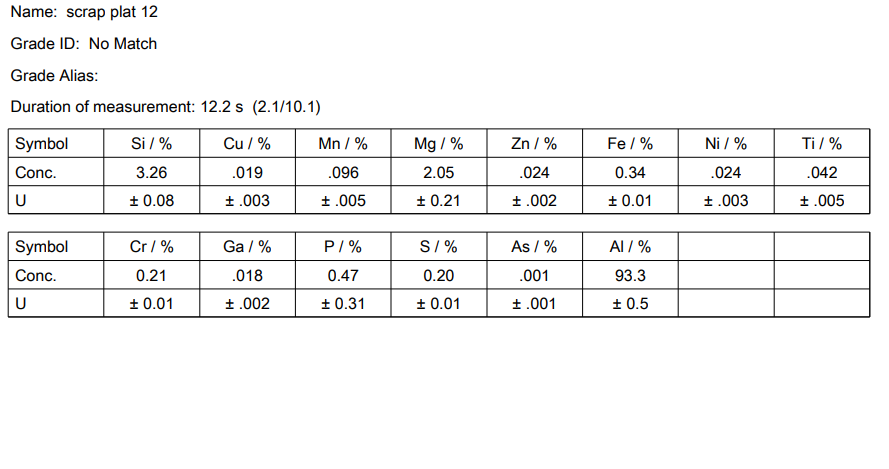 Name: scrap plat 12
Grade ID: No Match
Grade Alias:
Duration of measurement: 12.2 s (2.1/10.1)
Symbol Si / % Cu / % Mn / % Mg / % Zn / % Fe / % Ni / % Ti / %
Conc. 3.26 .019 .096 2.05 .024 0.34 .024 .042
U ± 0.08 ± .003 ± .005 ± 0.21 ± .002 ± 0.01 ± .003 ± .005
Symbol Cr / % Ga / % P / % S / % As / % Al / %
Conc. 0.21 .018 0.47 0.20 .001 93.3
U ± 0.01 ± .002 ± 0.31 ± 0.01 ± .001 ± 0.5